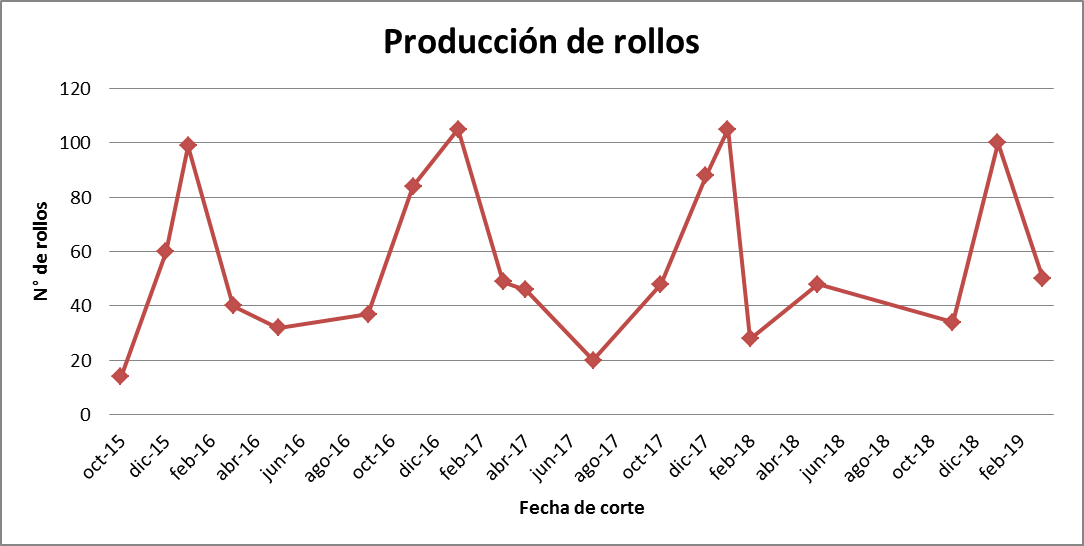 Producción de rollos
N° de rollos
120
100
80
60
40
20
0
oct-15
dic-15
feb-16
abr-16
jun-16
ago-16
oct-16
dic-16
feb-17
abr-17
jun-17
ago-17
oct-17
dic-17
feb-18
abr-18
jun-18
ago-18
oct-18
dic-18
feb-19
Fecha de corte